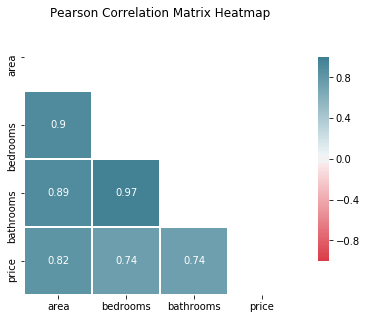 Pearson Correlation Matrix Heatmap
area
bedrooms
bathrooms
price
0.9
0.89 0.97
0.82 0.74 0.74
area bedrooms bathrooms price
0.8
0.4
0.0
−0.4
−0.8